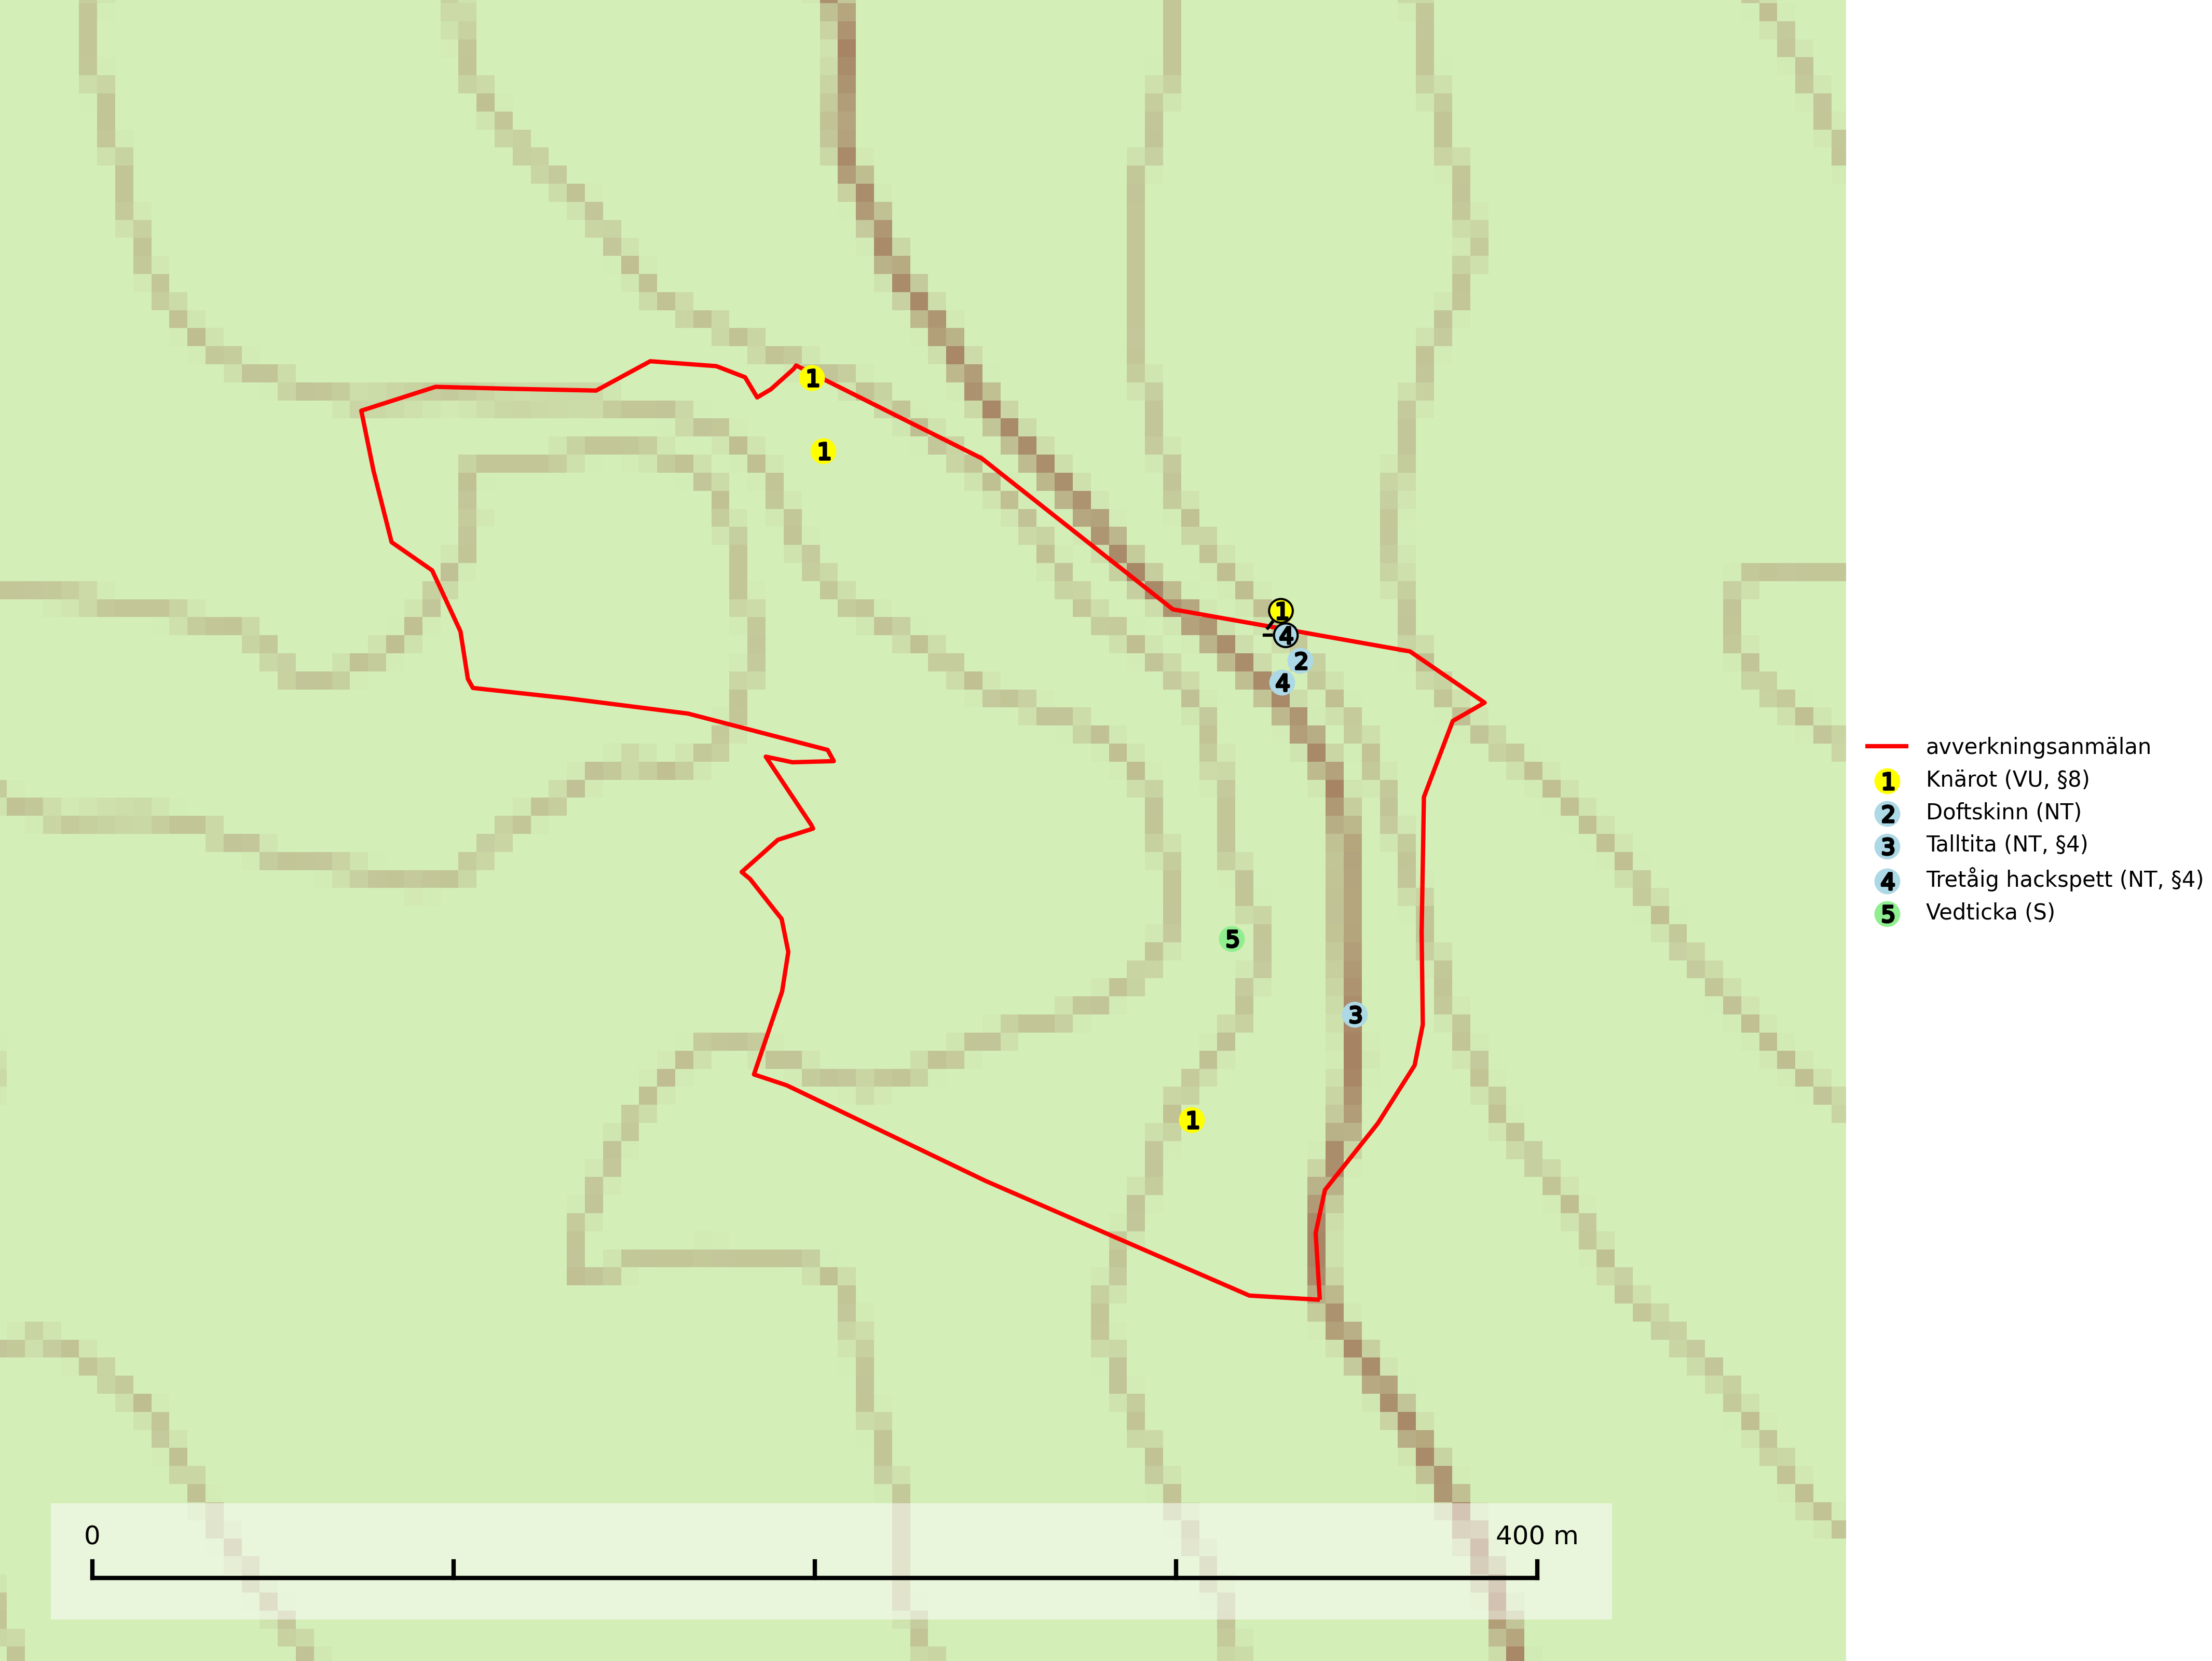 1
1
1
4
2
4
5
3
1
0 400 m
avverkningsanmälan
1 Knärot (VU, §8)
2 Doftskinn (NT)
3 Talltita (NT, §4)
4 Tretåig hackspett (NT, §4)
5 Vedticka (S)